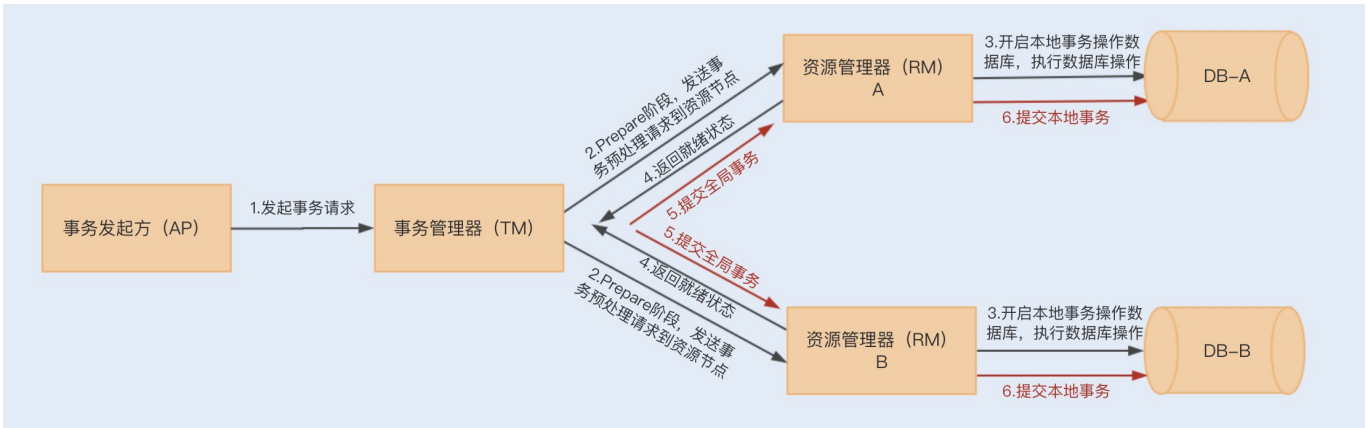 事务发起方（AP）
1.发起事务请求
事务管理器（TM）
2.Prepare阶段，发送事
务预处理请求到资源节点
4.返回就绪状态
5.提交全局事务
资源管理器（RM）
A
3.开启本地事务操作数
据库，执行数据库操作
6.提交本地事务
DB-A
5.提交全局事务
4.返回就绪状态
2.Prepare阶段，发送事
务预处理请求到资源节点
资源管理器（RM）
B
3.开启本地事务操作数
据库，执行数据库操作
6.提交本地事务
DB-B